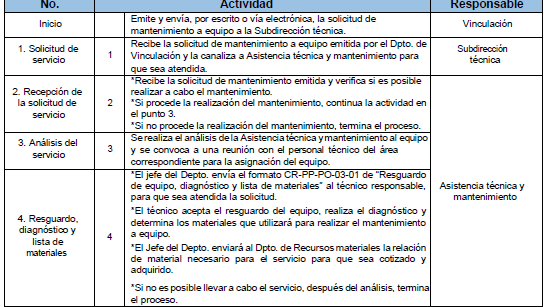 No. Actividad Responsable
Inicio
Emite y envía, por escrito o vía electrónica, la solicitud de
mantenimiento a equipo a la Subdirección técnica.
Vinculación
1. Solicitud de
servicio
1
Recibe la solicitud de mantenimiento a equipo emitida por el Dpto. de
Vinculación y la canaliza a Asistencia técnica y mantenimiento para
que sea atendida.
Subdirección
técnica
2. Recepción de
la solicitud de
servicio
2
*Recibe la solicitud de mantenimiento emitida y verifica si es posible
realizar a cabo el mantenimiento.
*Si procede la realización del mantenimiento, continua la actividad en
el punto 3.
*Si no procede la realización del mantenimiento, termina el proceso.
3. Análisis del
servicio
3
Se realiza el análisis de la Asistencia técnica y mantenimiento al equipo
y se convoca a una reunión con el personal técnico del área
correspondiente para la asignación del equipo.
4. Resguardo,
diagnóstico y
lista de
materiales
4
*El jefe del Depto. envía el formato CR-PP-PO-03-01 de “Resguardo
de equipo, diagnóstico y lista de materiales” al técnico responsable,
para que sea atendida la solicitud.
*El técnico acepta el resguardo del equipo, realiza el diagnóstico y
determina los materiales que utilizará para realizar el mantenimiento
a equipo.
*El Jefe del Depto. enviará al Dpto. de Recursos materiales la relación
de material necesario para el servicio para que sea cotizado y
adquirido.
*Si no es posible llevar a cabo el servicio, después del análisis, termina
el proceso.
Asistencia técnica y
mantenimiento